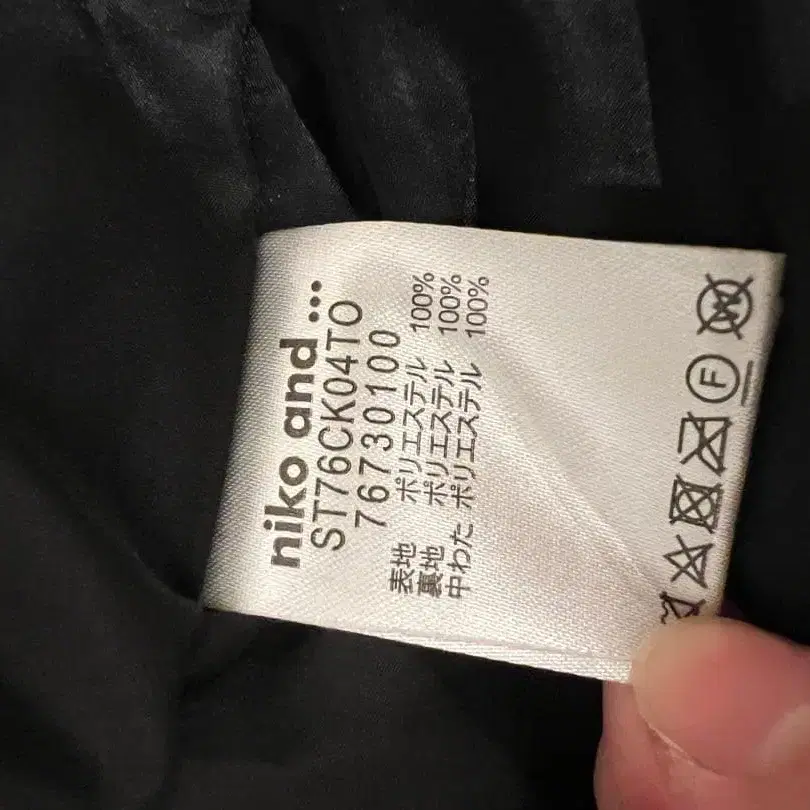 niko and ...
ST76CK04TO
76730100
表地 ポリエステル 100%
裏地 ポリエステル 100%
中わた ポリエステル 100%
W F